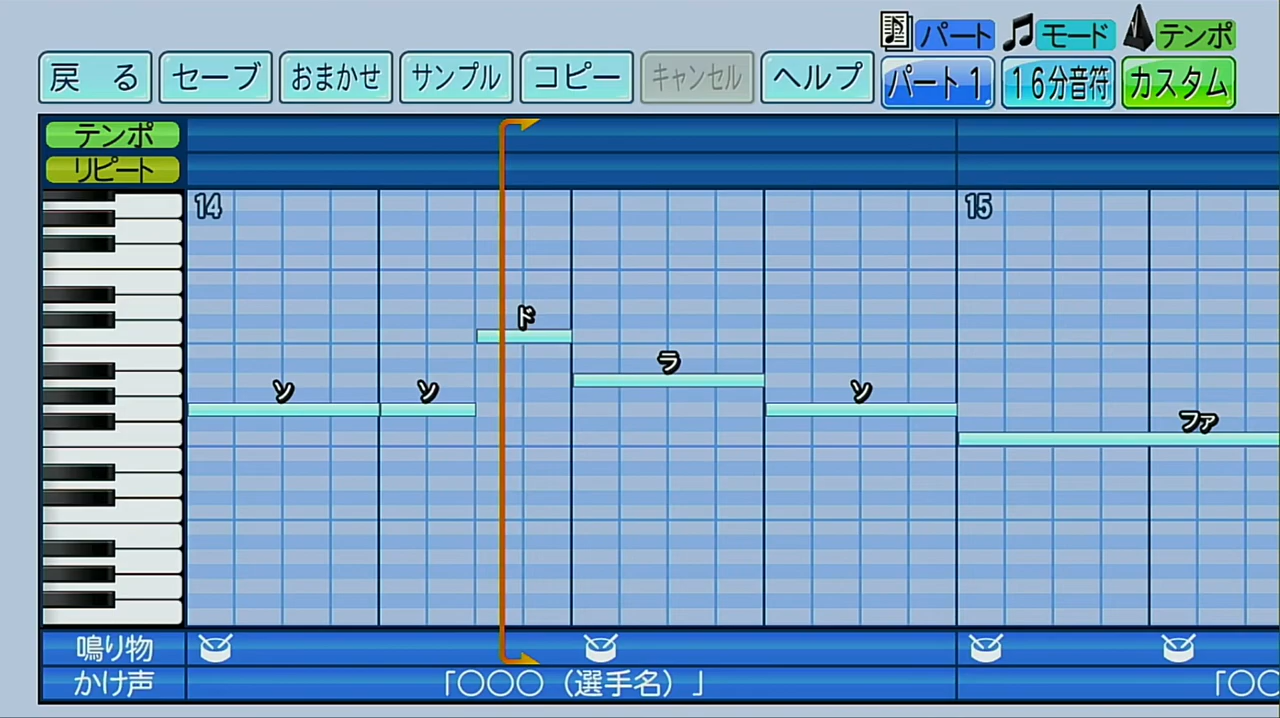 パート モード テンポ
戻る セーブ おまかせ サンプル コピー キャンセル ヘルプ パート1 16分音符 カスタム
テンポ
リピート
14 15
ド
ラ
ソ ソ ソ
ファ
鳴り物
かけ声 「〇〇〇（選手名）」 「〇〇